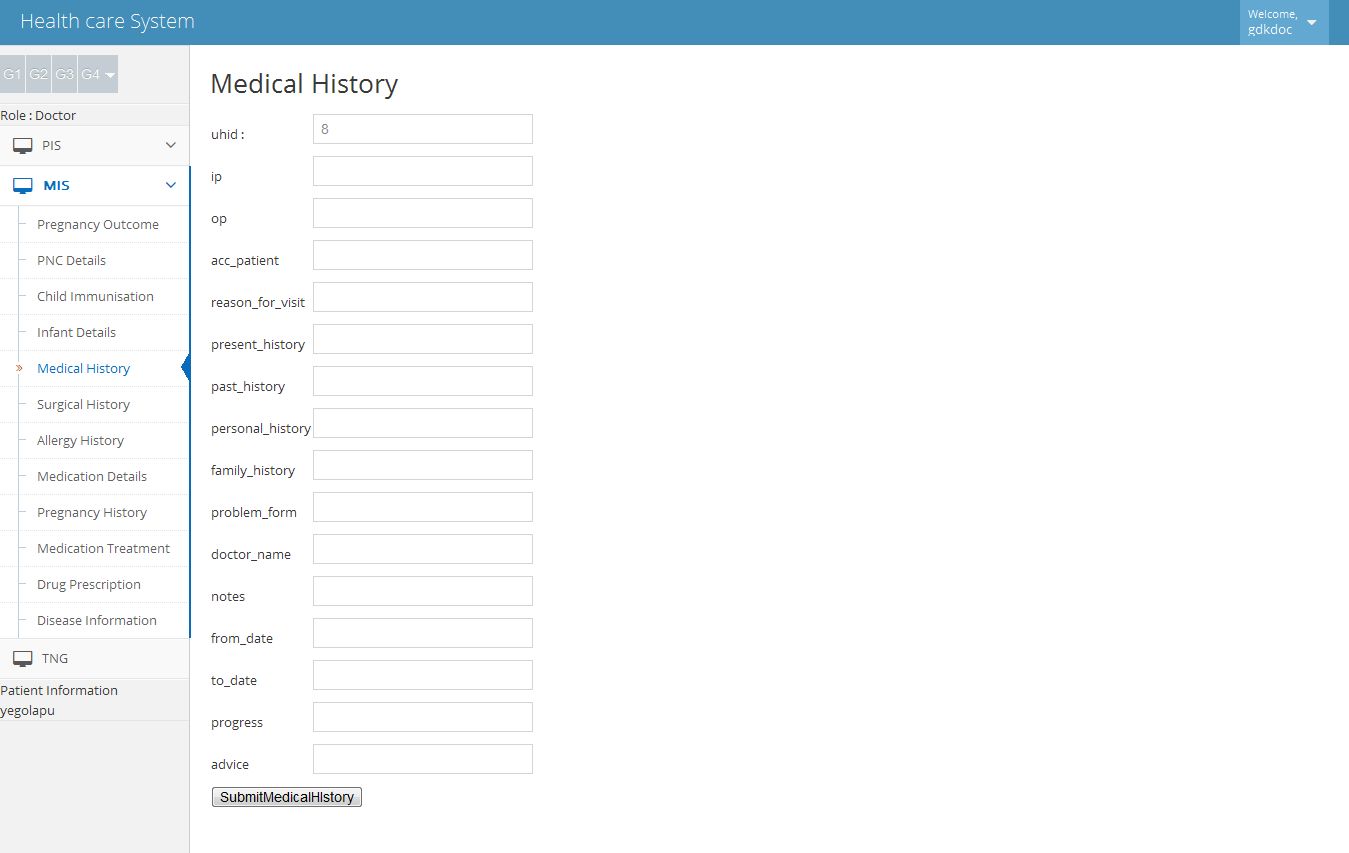 Health care System
Welcome,
gdkdoc
G1 G2 G3 G4
Role : Doctor
PIS
MIS
Pregnancy Outcome
PNC Details
Child Immunisation
Infant Details
» Medical History
Surgical History
Allergy History
Medication Details
Pregnancy History
Medication Treatment
Drug Prescription
Disease Information
TNG
Patient Information
yegolapu
Medical History
uhid : 8
ip
op
acc_patient
reason_for_visit
present_history
past_history
personal_history
family_history
problem_form
doctor_name
notes
from_date
to_date
progress
advice
SubmitMedicalHIstory